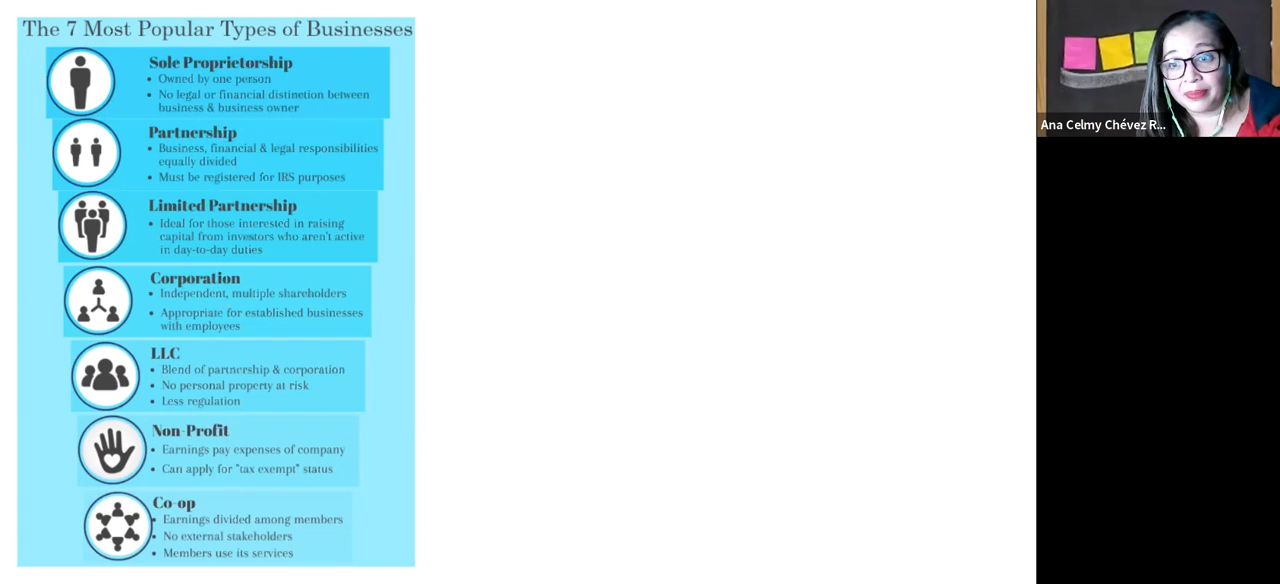 The 7 Most Popular Types of Businesses
Sole Proprietorship
• Owned by one person
• No legal or financial distinction between
business & business owner
Partnership
• Business, financial & legal responsibilities
equally divided
• Must be registered for IRS purposes
Limited Partnership
• Ideal for those interested in raising
capital from investors who aren't active
in day-to-day duties
Corporation
• Independent, multiple shareholders
• Appropriate for established businesses
with employees
LLC
• Blend of partnership & corporation
• No personal property at risk
• Less regulation
Non-Profit
• Earnings pay expenses of company
• Can apply for "tax exempt" status
Co-op
• Earnings divided among members
• No external stakeholders
• Members use its services
Ana Celmy Chévez R...